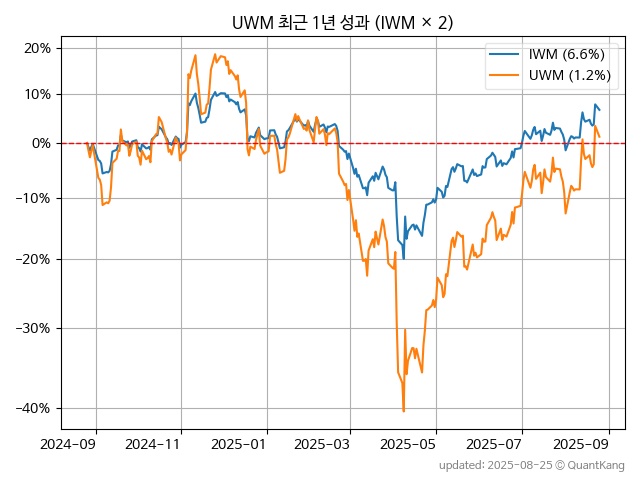 UWM 최근 1년 성과 (IWM × 2)
IWM (6.6%)
UWM (1.2%)
20%
10%
0%
−10%
−20%
−30%
−40%
2024-09 2024-11 2025-01 2025-03 2025-05 2025-07 2025-09
updated: 2025-08-25 © QuantKang